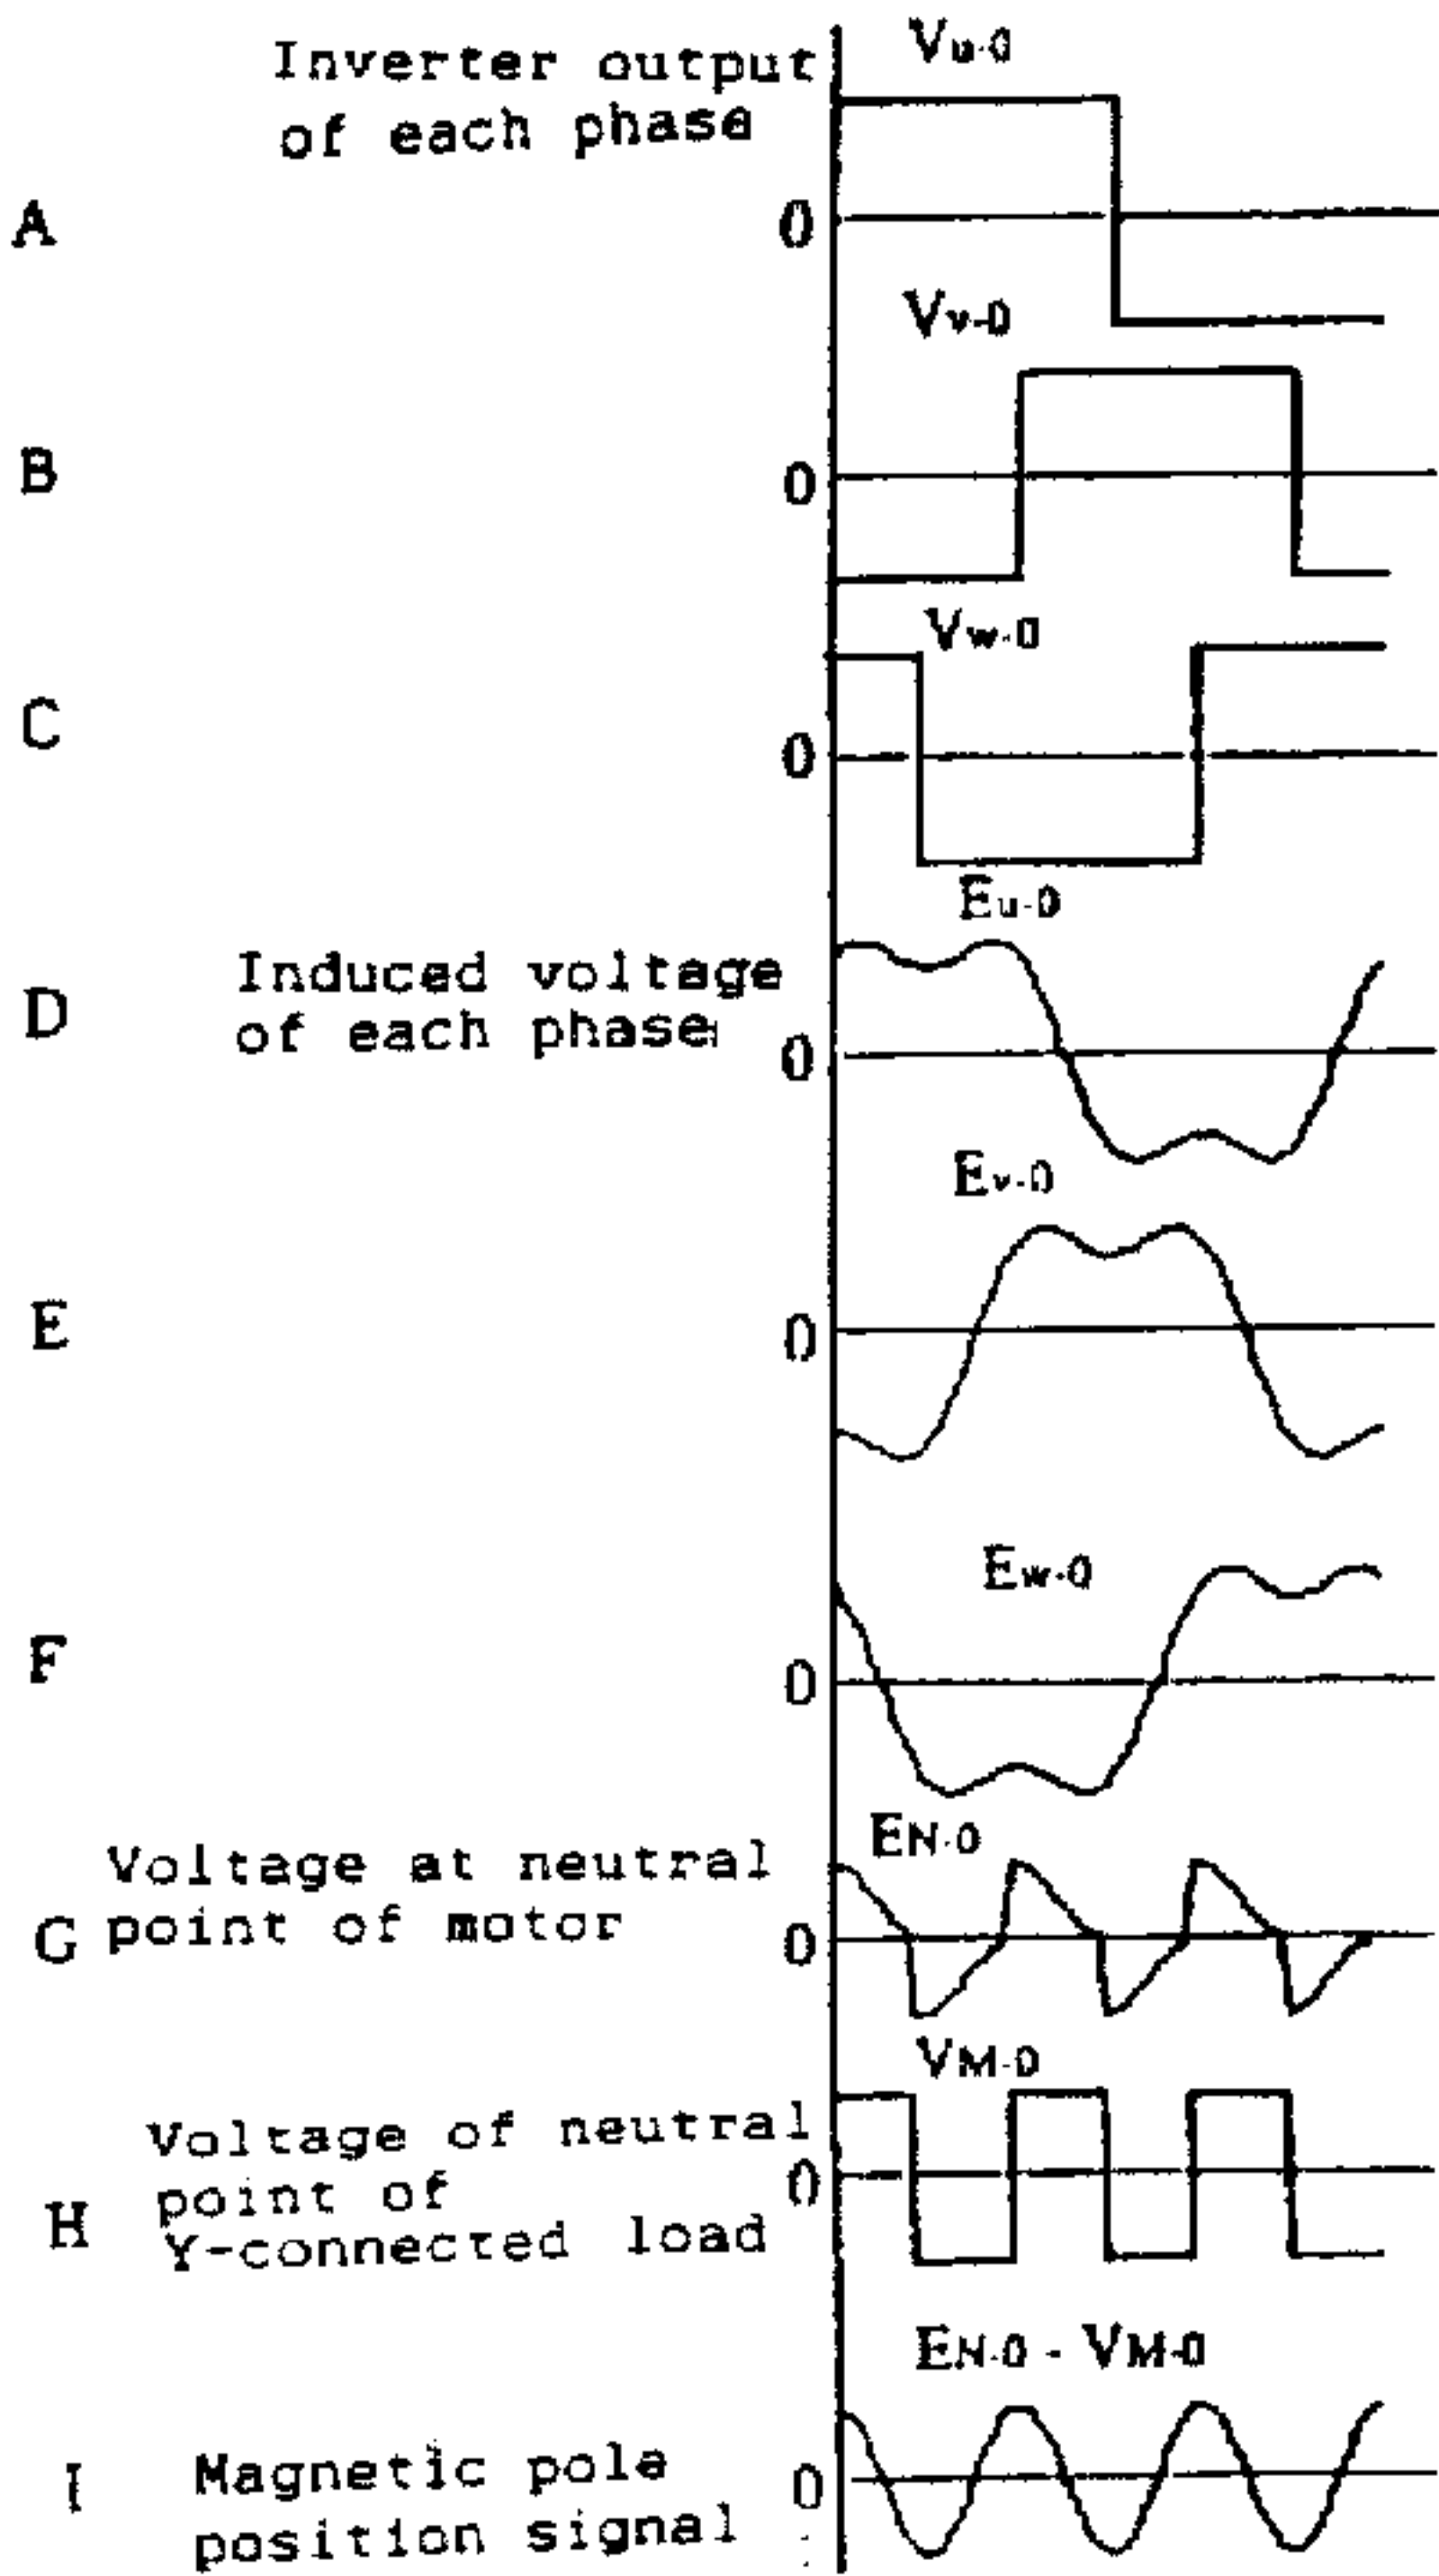 Vu-0
Inverter output
of each phase
A
0
Vv-0
B
0
Vw-0
C
0
Eu-0
Induced voltage
of each phase
D
0
Ev-0
E
0
Ew-0
F
0
EN-0
Voltage at neutral
point of motor
G
0
VM-0
Voltage of neutral
point of
Y-connected load
H
0
EN-0 - VM-0
I
Magnetic pole
position signal
0